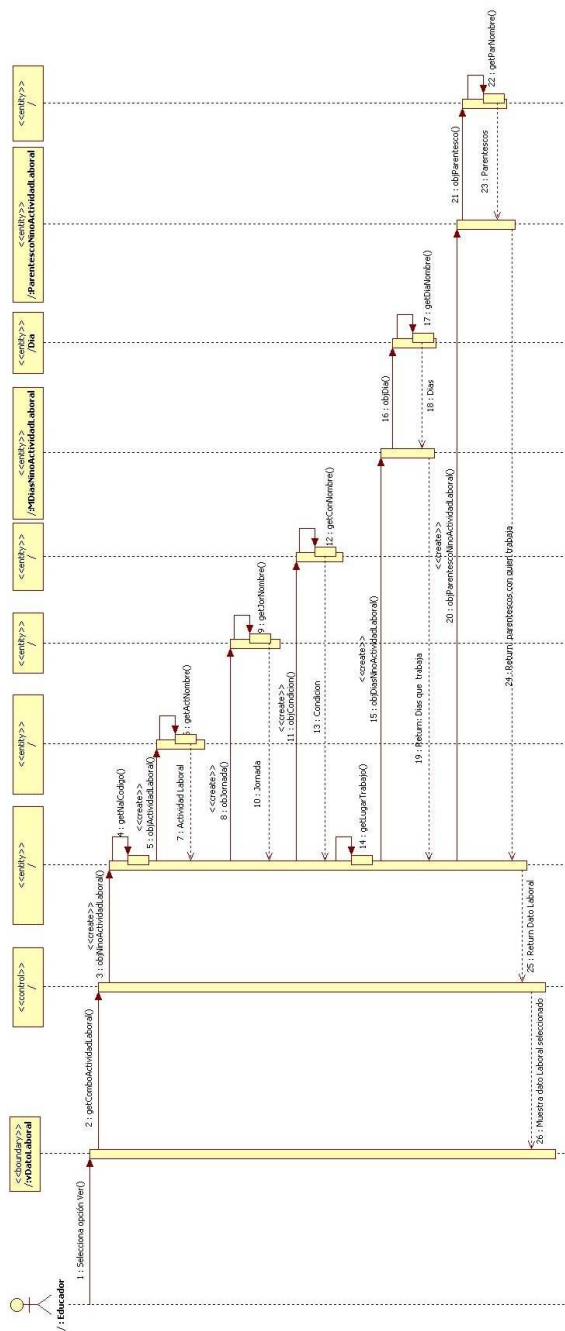 / : Educador
<<boundary>>
/:vDatoLaboral
<<control>>
/
<<entity>>
/
<<entity>>
/
<<entity>>
/
<<entity>>
/
<<entity>>
/:MDiasNinoActividadLaboral
<<entity>>
/Dia
<<entity>>
/:ParentescoNinoActividadLaboral
<<entity>>
/
1 : Selecciona opción Ver()
2 : getComboActividadLaboral()
<<create>>
3 : objNinoActividadLaboral()
4 : getNalCodigo()
<<create>>
5 : objActividadLaboral()
6 : getActNombre()
7 : Actividad Laboral
<<create>>
8 : obJornada()
9 : getJorNombre()
10 : Jornada
<<create>>
11 : objCondicion()
12 : getConNombre()
13 : Condicion
14 : getLugarTrabajo()
<<create>>
15 : objDiasNinoActividadLaboral()
16 : objDia()
17 : getDiaNombre()
18 : Dias
19 : Return: Dias que trabaja
<<create>>
20 : objParentescoNinoActividadLaboral()
21 : objParentesco()
22 : getParNombre()
23 : Parentescos
24 : Return: parentescos con quien trabaja
25 : Return Dato Laboral
26 : Muestra dato Laboral seleccionado